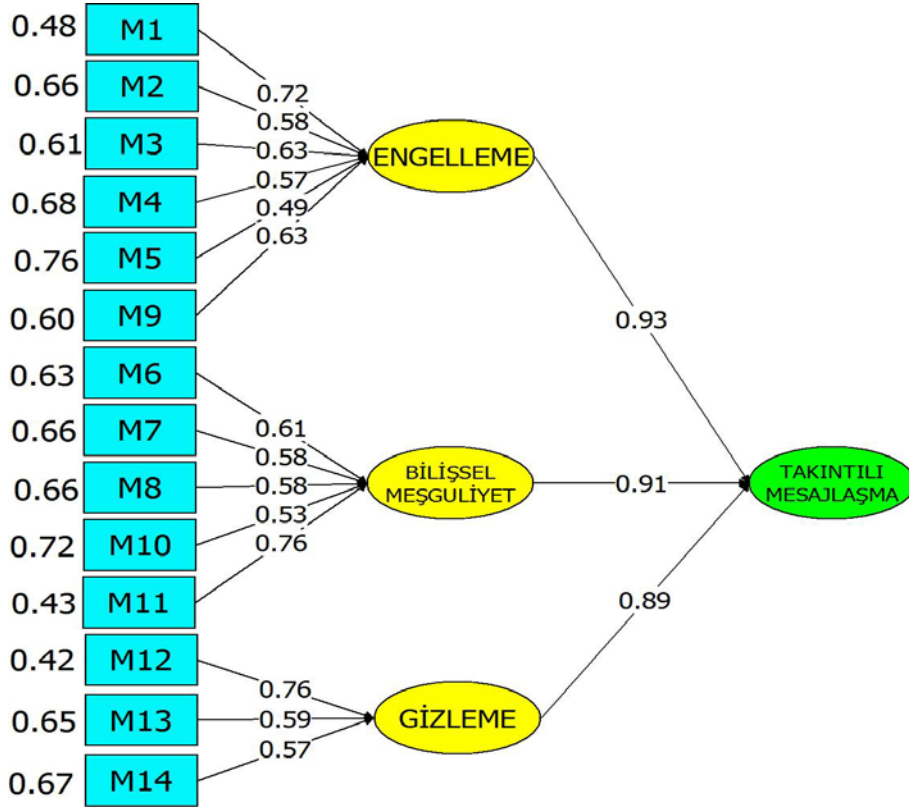 0.48 M1
0.66 M2
0.61 M3
0.68 M4
0.76 M5
0.60 M9
0.63 M6
0.66 M7
0.66 M8
0.72 M10
0.43 M11
0.42 M12
0.65 M13
0.67 M14
0.72
0.58
0.63
0.57
0.49
0.63
0.61
0.58
0.58
0.53
0.76
0.76
0.59
0.57
ENGELLEME
BİLİŞSEL
MEŞGULİYET
GİZLEME
0.93
0.91
0.89
TAKINTILI
MESAJLAŞMA